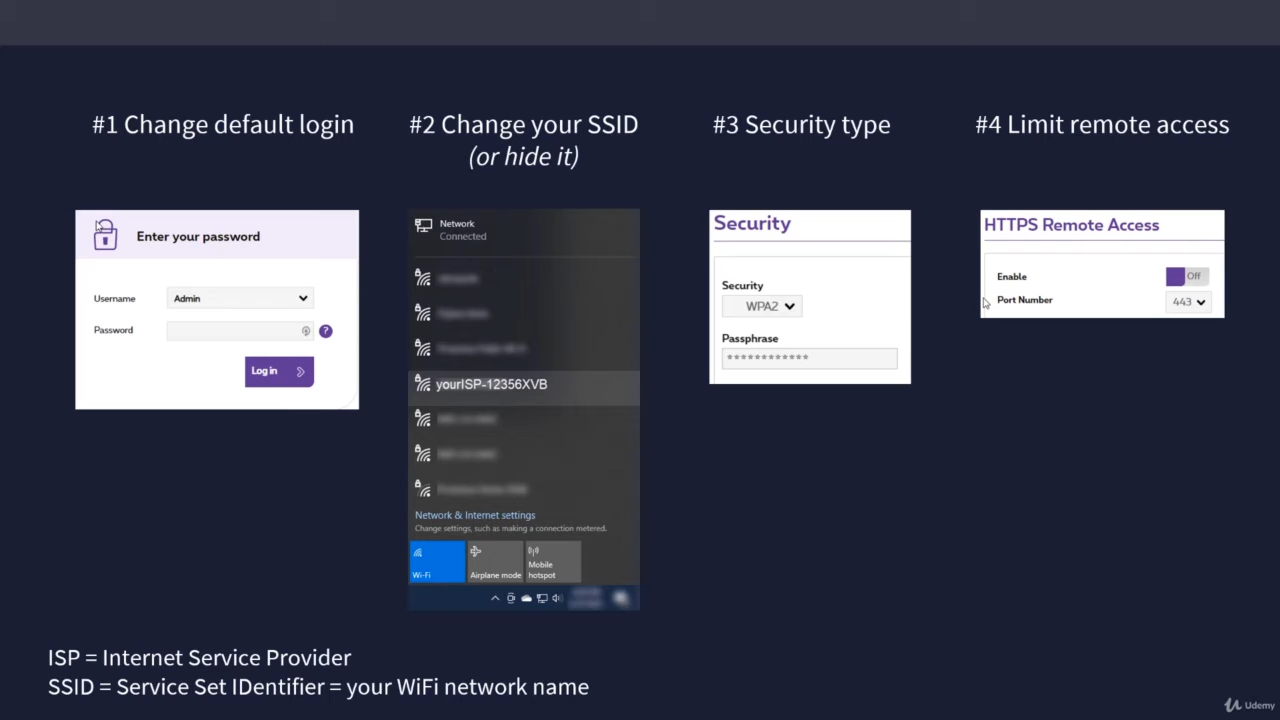 #1 Change default login
Enter your password
Username
Admin
Password
?
Log in
#2 Change your SSID
(or hide it)
Network
Connected
yourISP-12356XVB
Network & Internet settings
Change settings, such as making a connection metered.
Wi-Fi
Airplane mode
Mobile
hotspot
#3 Security type
Security
Security
WPA2
Passphrase
************
#4 Limit remote access
HTTPS Remote Access
Enable
Off
Port Number
443
ISP = Internet Service Provider
SSID = Service Set IDentifier = your WiFi network name
Udemy